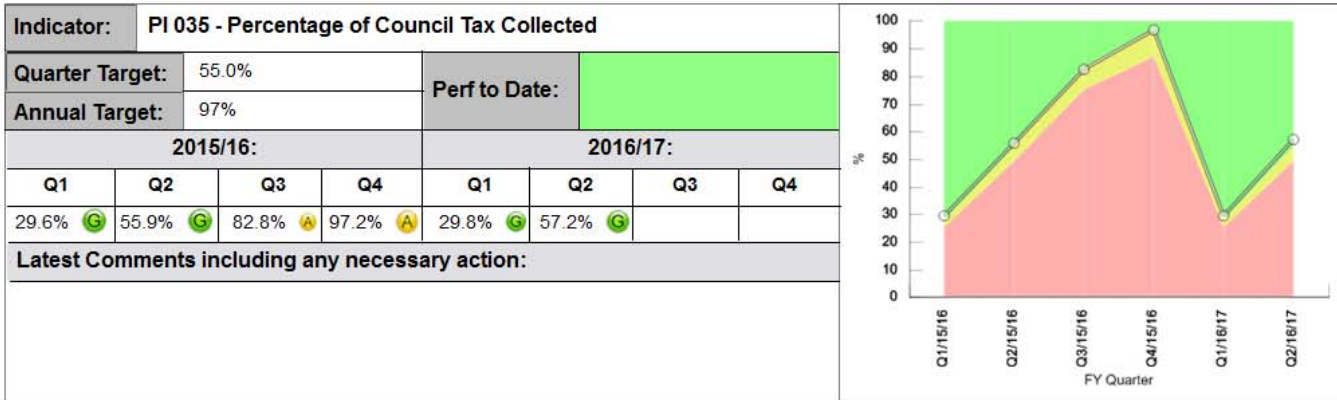 Indicator: PI 035 - Percentage of Council Tax Collected
Quarter Target: 55.0%
Perf to Date:
Annual Target: 97%
2015/16: 2016/17:
Q1 Q2 Q3 Q4 Q1 Q2 Q3 Q4
29.6% G 55.9% G 82.8% A 97.2% A 29.8% G 57.2% G
Latest Comments including any necessary action:
100
90
80
70
60
50
40
30
20
10
0
%
Q1/15/16 Q2/15/16 Q3/15/16 Q4/15/16 Q1/16/17 Q2/16/17
FY Quarter